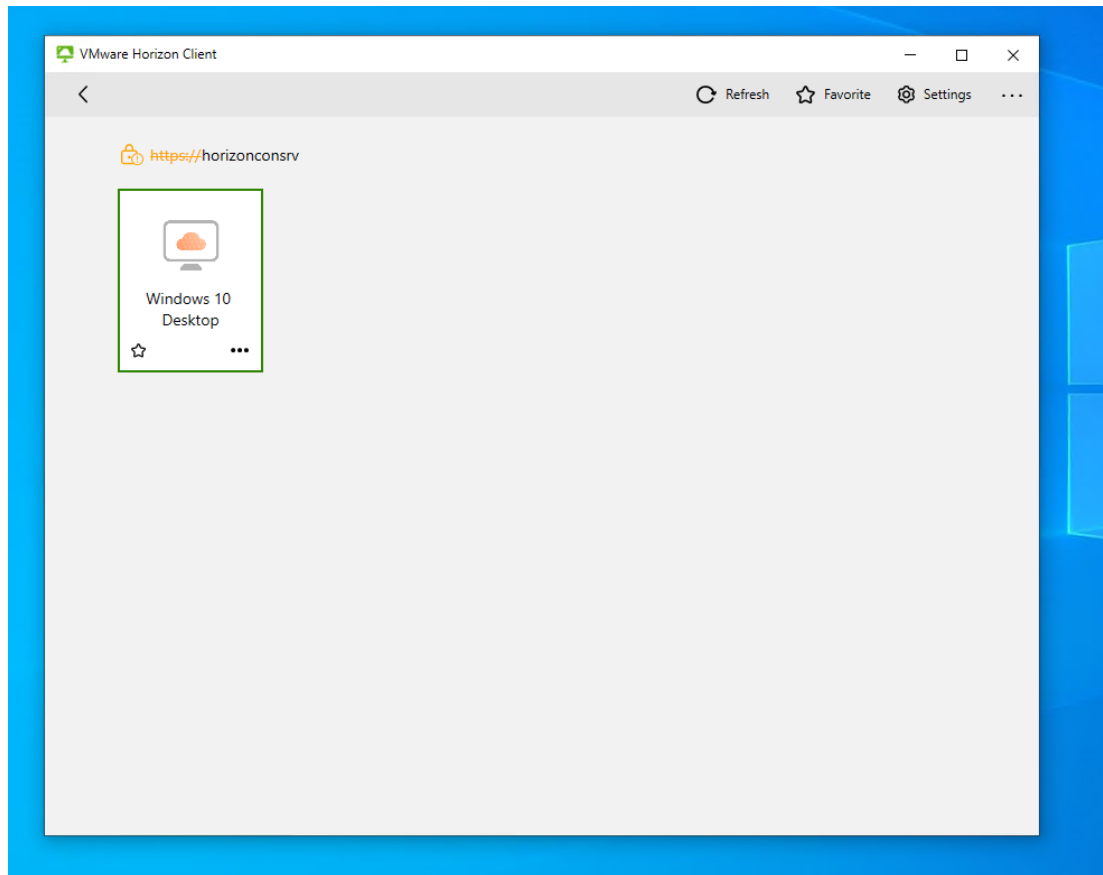 VMware Horizon Client
Refresh Favorite Settings
https://horizonconsrv
Windows 10
Desktop